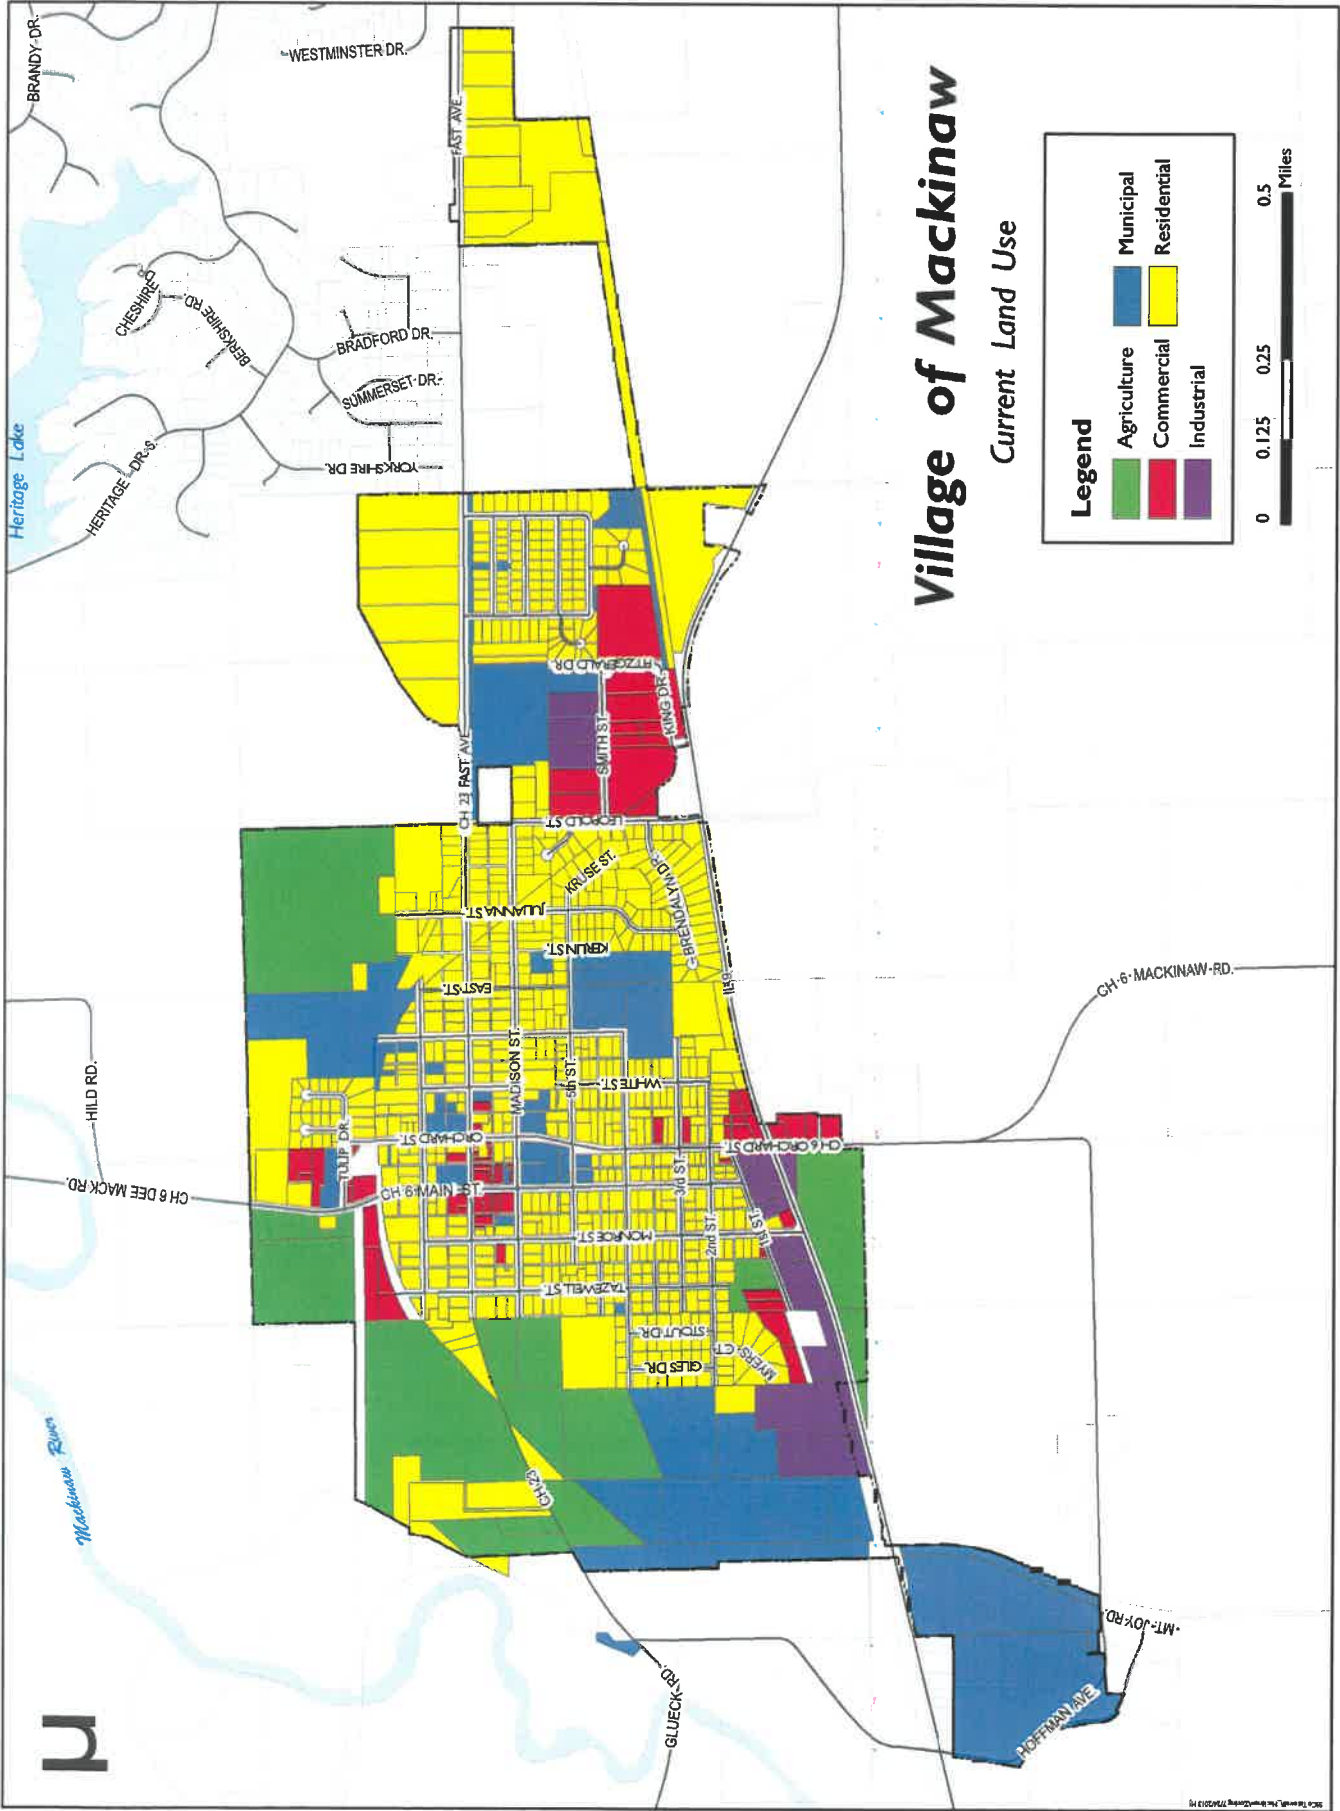 Village of Mackinaw
Current Land Use
Legend
Agriculture
Commercial
Industrial
Municipal
Residential
0 0.125 0.25 0.5
Miles
µ
Heritage Lake
Mackinaw River
BRANDY-DR.
WESTMINSTER DR.
FAST AVE.
CHESHIRE
BERKSHIRE RD.
BRADFORD DR.
SUMMERSET-DR.
YORKSHIRE DR.
HERITAGE-DR-S.
CH 23 FAST AVE
FITZGERALD DR.
SMITH ST
KING DR.
LEOPOLD ST.
KRUSE ST.
BRENDALYN DR.
JULIANNA ST.
KERLIN ST.
EAST ST.
IL 9
CH-6-MACKINAW-RD.
HILD RD.
MADISON ST.
5th ST.
WHITE ST.
TULIP DR.
ORCHARD ST.
CH 6 ORCHARD ST.
CH 6 DEE MACK RD.
CH 6 MAIN ST.
3rd ST.
2nd ST.
1st ST.
MONROE ST.
TAZEWELL ST.
STOUT DR.
GILES DR.
MYERS CT
CH-23
GLUECK RD.
HOFFMAN AVE.
MT-JOY-RD.